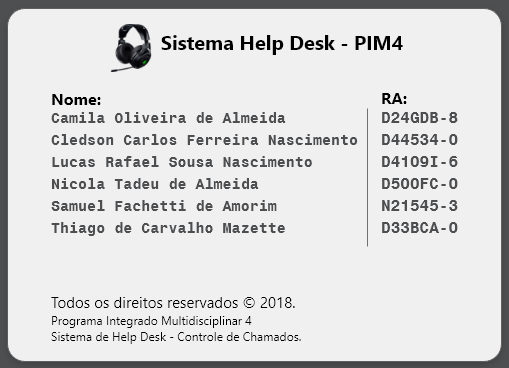 Sistema Help Desk - PIM4
Nome: RA:
Camila Oliveira de Almeida D24GDB-8
Cledson Carlos Ferreira Nascimento D44534-0
Lucas Rafael Sousa Nascimento D4109I-6
Nicola Tadeu de Almeida D500FC-0
Samuel Fachetti de Amorim N21545-3
Thiago de Carvalho Mazette D33BCA-0
Todos os direitos reservados © 2018.
Programa Integrado Multidisciplinar 4
Sistema de Help Desk - Controle de Chamados.